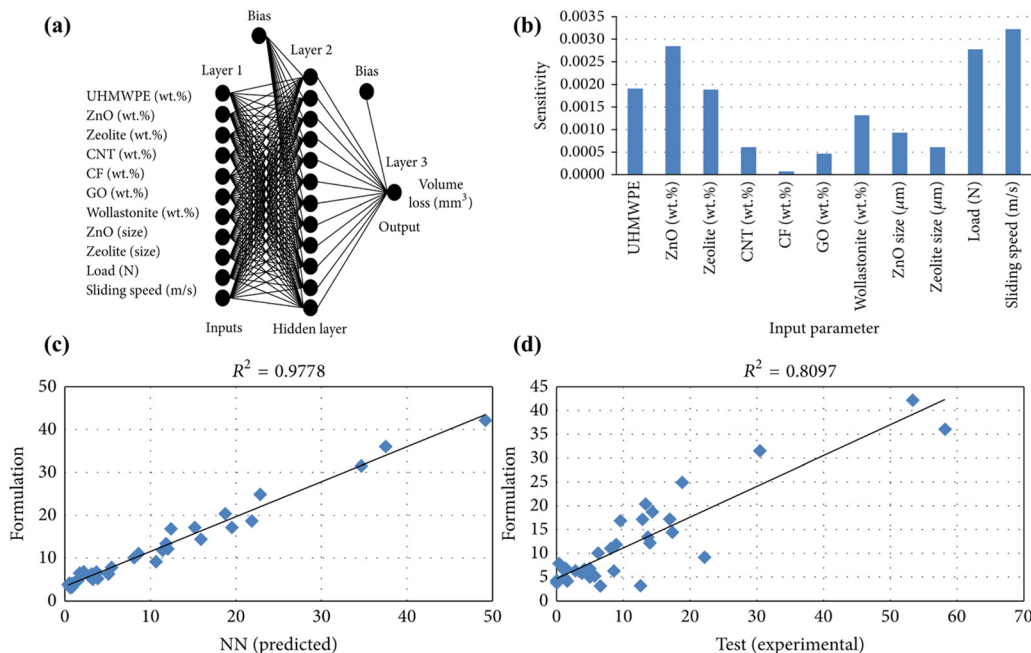 (a)
Bias
Layer 1
Layer 2
Bias
Layer 3
UHMWPE (wt.%)
ZnO (wt.%)
Zeolite (wt.%)
CNT (wt.%)
CF (wt.%)
GO (wt.%)
Wollastonite (wt.%)
ZnO (size)
Zeolite (size)
Load (N)
Sliding speed (m/s)
Volume
loss (mm³)
Output
Inputs
Hidden layer
(b)
Sensitivity
0.0035
0.0030
0.0025
0.0020
0.0015
0.0010
0.0005
0.0000
UHMWPE
ZnO (wt.%)
Zeolite (wt.%)
CNT (wt.%)
CF (wt.%)
GO (wt.%)
Wollastonite (wt.%)
ZnO size (μm)
Zeolite size (μm)
Load (N)
Sliding speed (m/s)
Input parameter
(c)
R² = 0.9778
Formulation
50
40
30
20
10
0
0 10 20 30 40 50
NN (predicted)
(d)
R² = 0.8097
Formulation
45
40
35
30
25
20
15
10
5
0
0 10 20 30 40 50 60 70
Test (experimental)